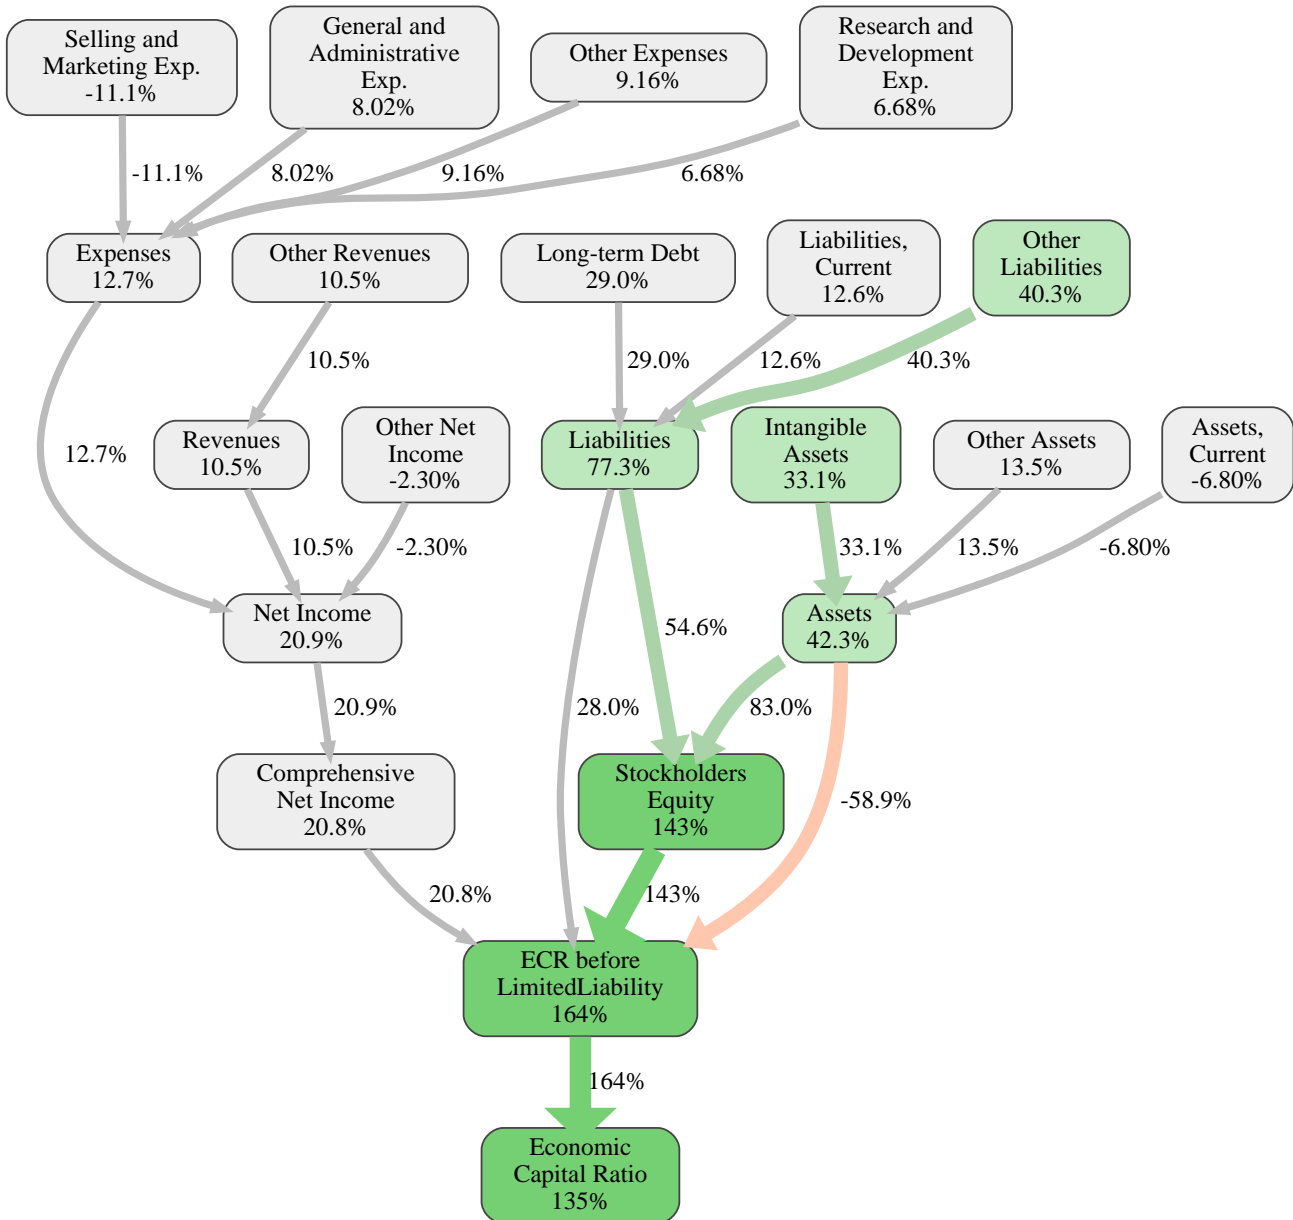 Selling and
Marketing Exp.
-11.1%
General and
Administrative
Exp.
8.02%
Other Expenses
9.16%
Research and
Development
Exp.
6.68%
-11.1%
8.02%
9.16%
6.68%
Expenses
12.7%
Other Revenues
10.5%
Long-term Debt
29.0%
Liabilities,
Current
12.6%
Other
Liabilities
40.3%
10.5%
29.0%
12.6%
40.3%
12.7%
Revenues
10.5%
Other Net
Income
-2.30%
Liabilities
77.3%
Intangible
Assets
33.1%
Other Assets
13.5%
Assets,
Current
-6.80%
10.5%
-2.30%
33.1%
13.5%
-6.80%
Net Income
20.9%
54.6%
Assets
42.3%
20.9%
28.0%
83.0%
Comprehensive
Net Income
20.8%
Stockholders
Equity
143%
-58.9%
20.8%
143%
ECR before
LimitedLiability
164%
164%
Economic
Capital Ratio
135%